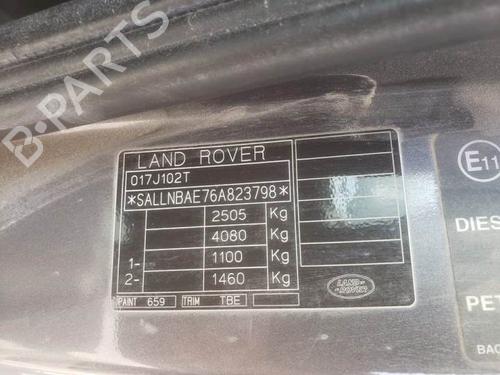 B-PARTS
LAND ROVER
017J102T
*SALLNBAE76A823798*
2505 Kg
4080 Kg
1- 1100 Kg
2- 1460 Kg
PAINT 659 TRIM TBE
LAND ROVER
E11
DIES
PE
BAC